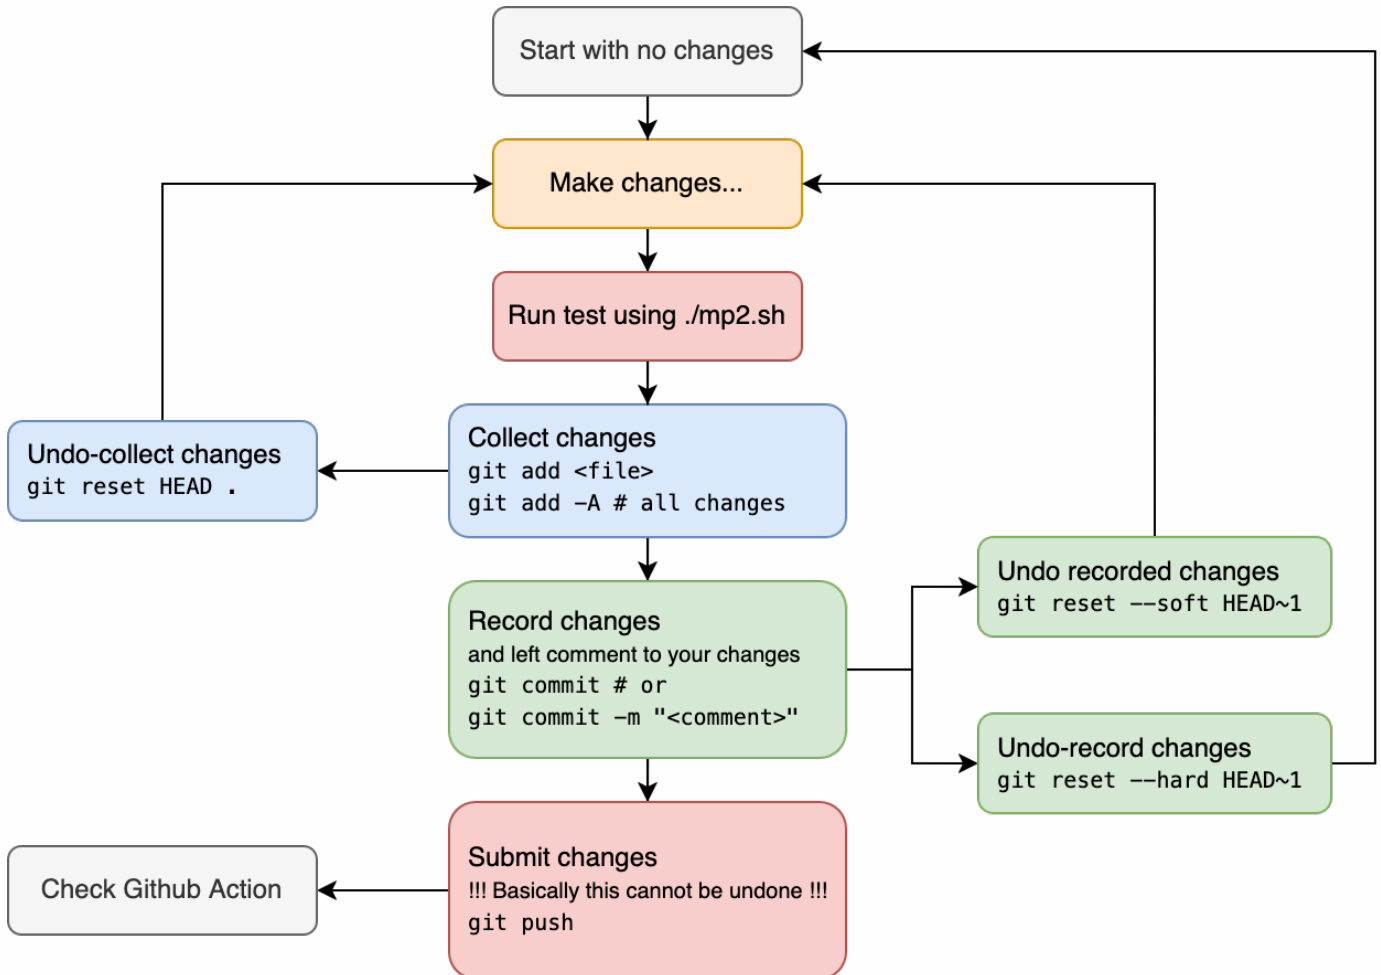 Start with no changes
Make changes...
Run test using ./mp2.sh
Collect changes
git add <file>
git add -A # all changes
Undo-collect changes
git reset HEAD .
Record changes
and left comment to your changes
git commit # or
git commit -m "<comment>"
Undo recorded changes
git reset --soft HEAD~1
Undo-record changes
git reset --hard HEAD~1
Submit changes
!!! Basically this cannot be undone !!!
git push
Check Github Action